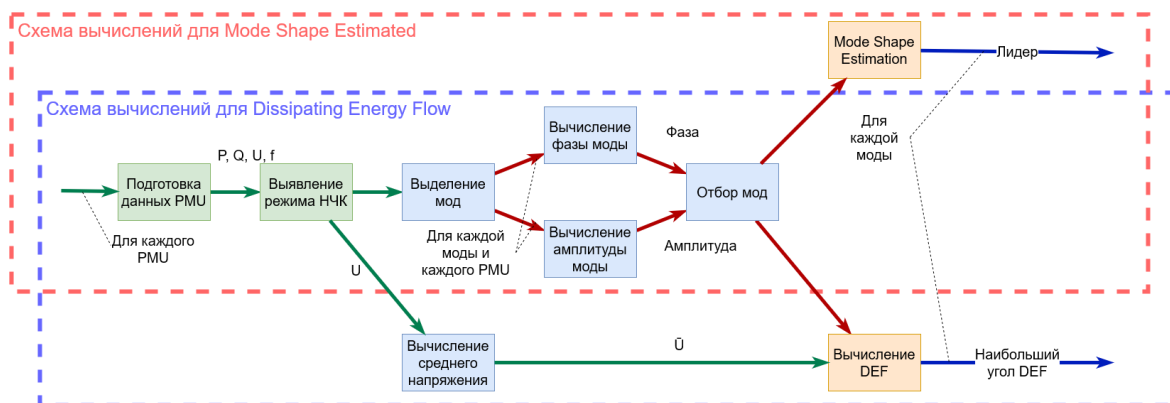 Схема вычислений для Mode Shape Estimated
Mode Shape
Estimation
Лидер
Схема вычислений для Dissipating Energy Flow
Вычисление
фазы моды
Фаза
Для
каждой
моды
P, Q, U, f
Подготовка
данных PMU
Выявление
режима НЧК
Выделение
мод
Отбор мод
Для каждого
PMU
Для каждой
моды и
каждого PMU
Вычисление
амплитуды
моды
Амплитуда
U
Вычисление
среднего
напряжения
Ū
Вычисление
DEF
Наибольший
угол DEF